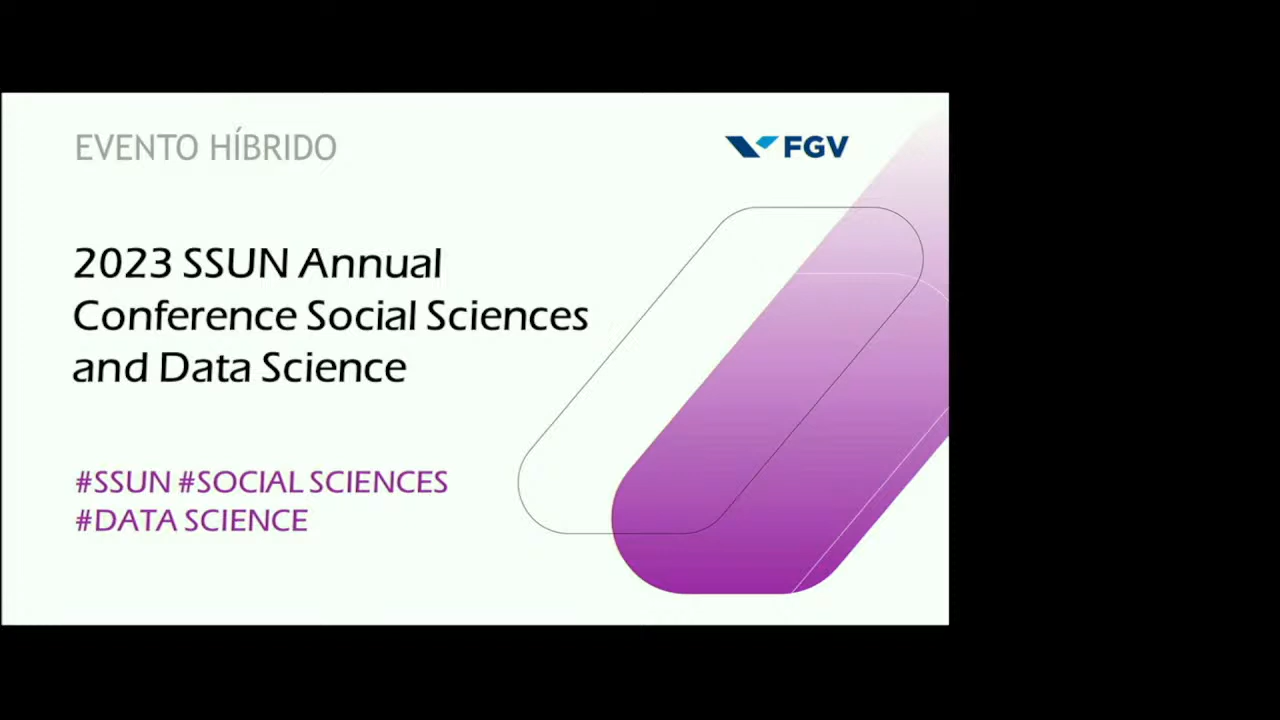 EVENTO HÍBRIDO
FGV
2023 SSUN Annual
Conference Social Sciences
and Data Science
#SSUN #SOCIAL SCIENCES
#DATA SCIENCE